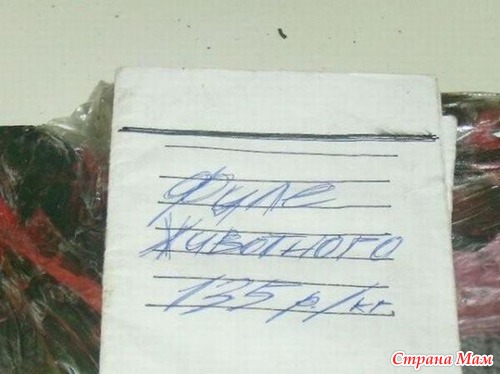 Филе
животного
135 р/кг.
Страна Мам